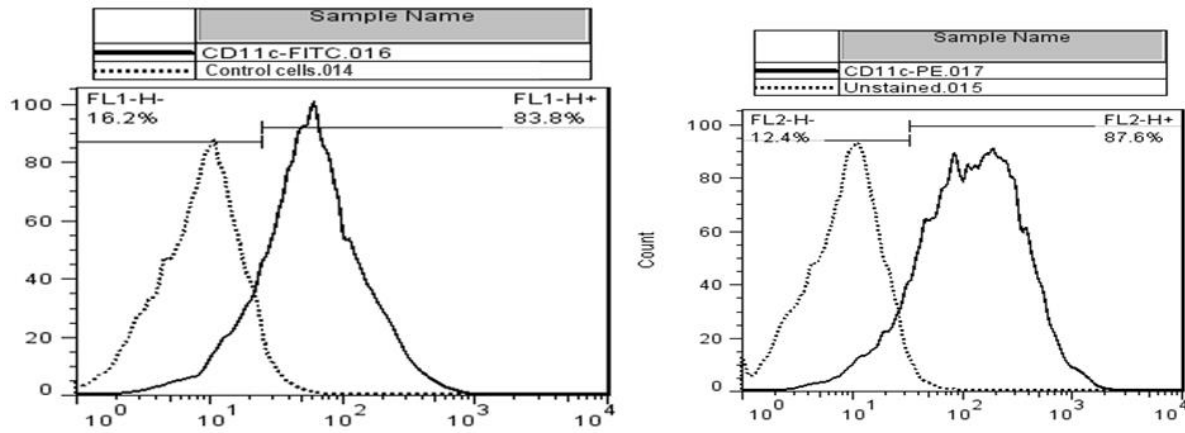 Sample Name
CD11c-FITC.016
Control cells.014
FL1-H-
16.2%
FL1-H+
83.8%
100
80
60
40
20
0
10^0
10^1
10^2
10^3
10^4
Sample Name
CD11c-PE.017
Unstained.015
FL2-H-
12.4%
FL2-H+
87.6%
100
80
60
40
20
0
Count
10^0
10^1
10^2
10^3
10^4